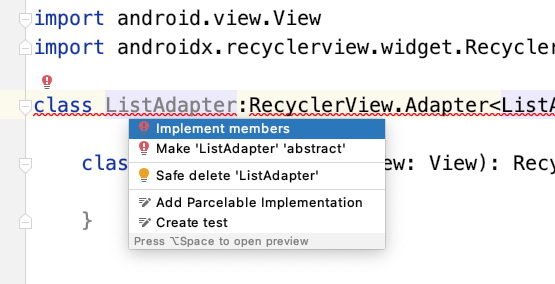 import android.view.View
import androidx.recyclerview.widget.Recycler
class ListAdapter:RecyclerView.Adapter<ListA
Implement members
Make 'ListAdapter' 'abstract'
clas ew: View): Recy
Safe delete 'ListAdapter'
Add Parcelable Implementation
Create test
}
Press ⌥Space to open preview